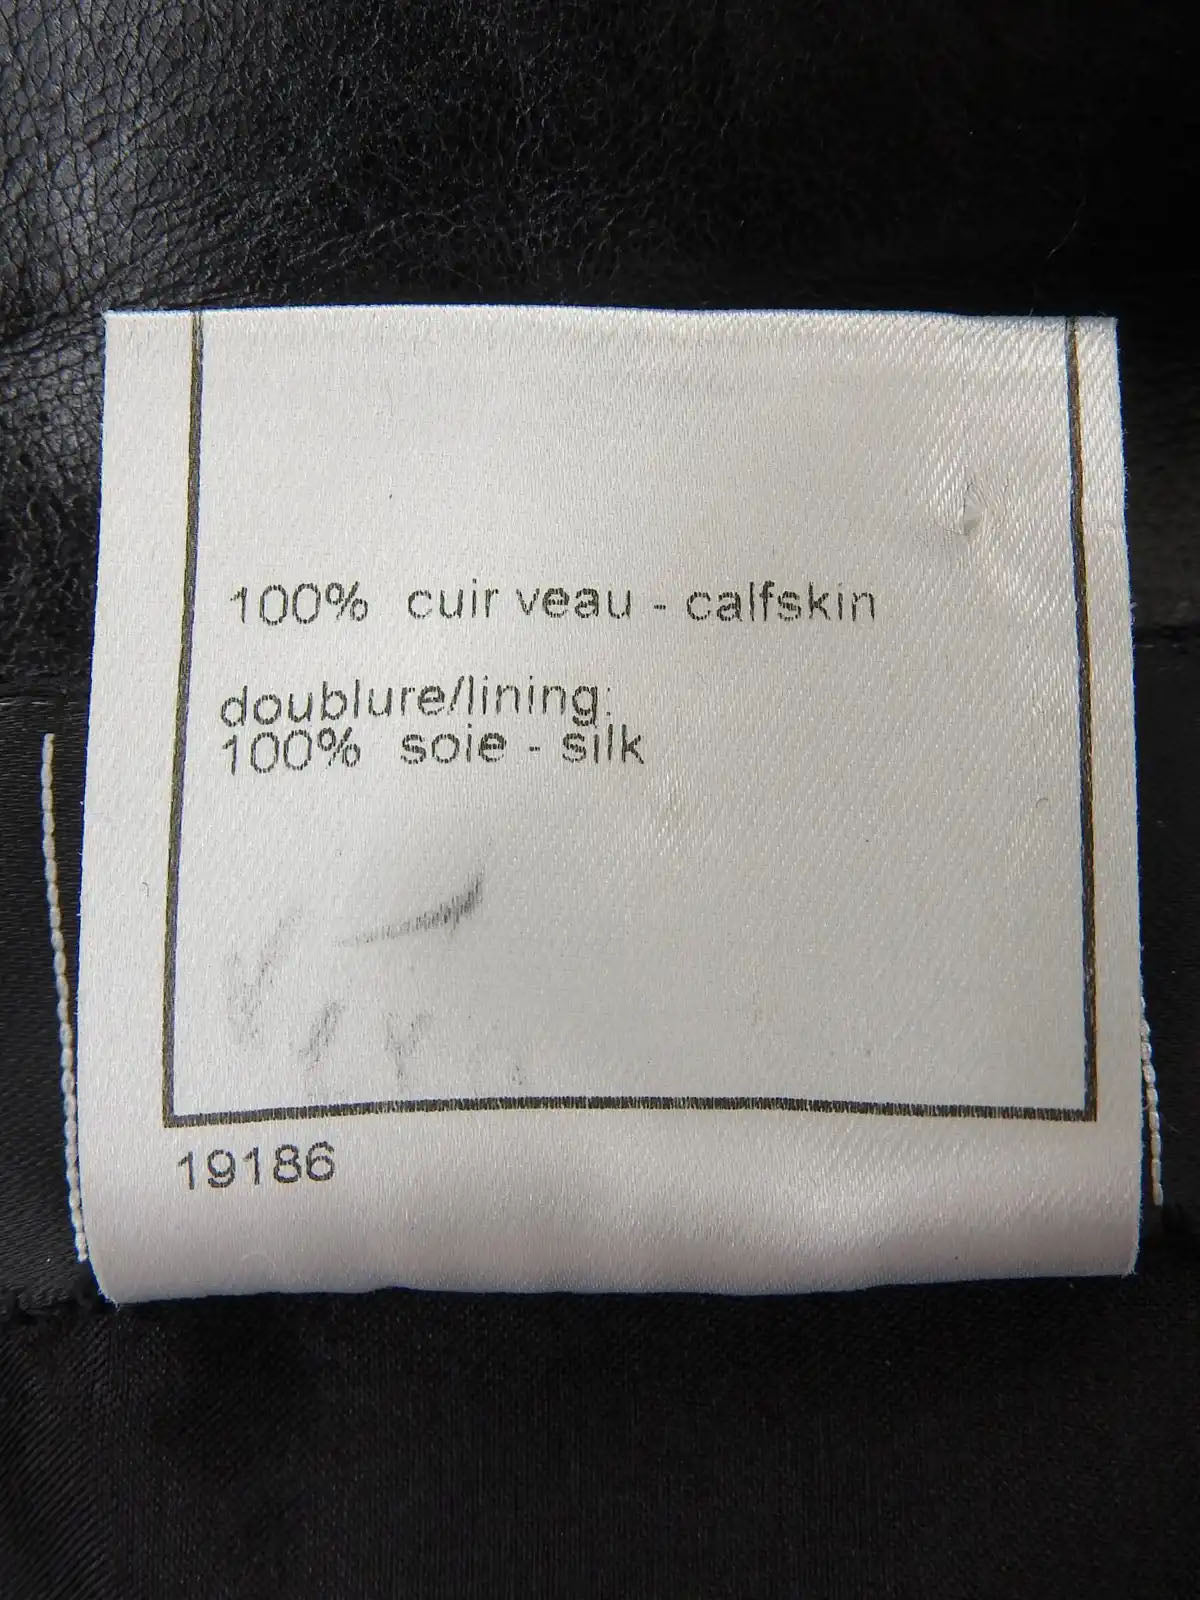 100% cuir veau - calfskin
doublure/lining:
100% soie - silk
19186